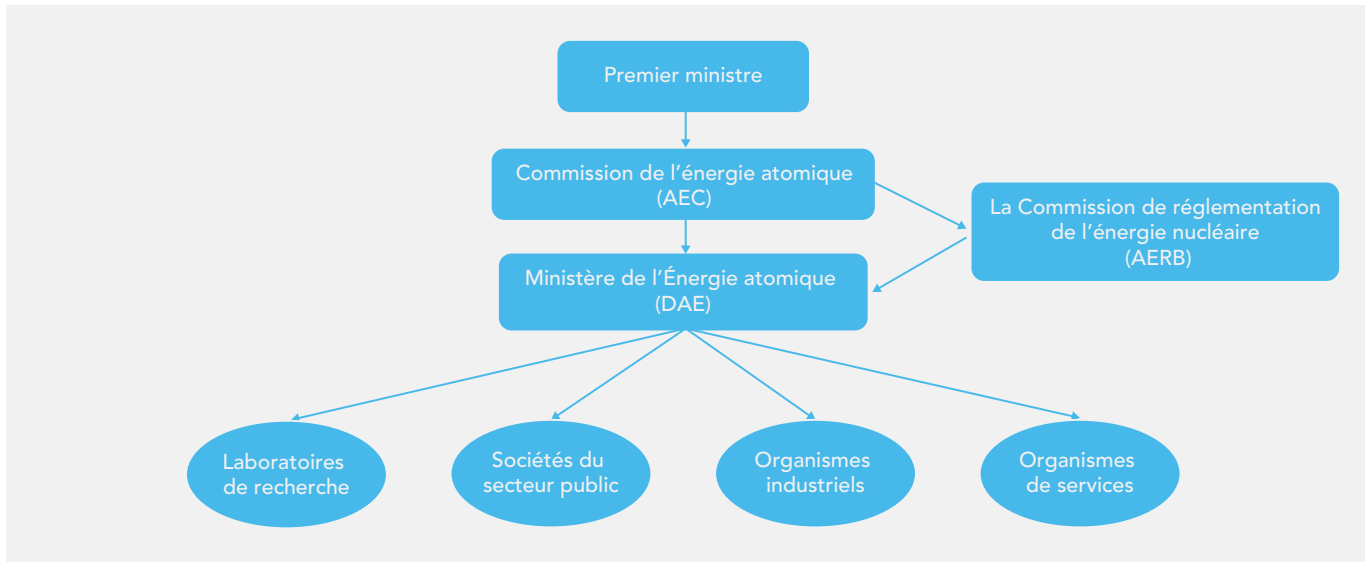 Premier ministre
Commission de l'énergie atomique
(AEC)
La Commission de réglementation
de l'énergie nucléaire
(AERB)
Ministère de l'Énergie atomique
(DAE)
Laboratoires
de recherche
Sociétés du
secteur public
Organismes
industriels
Organismes
de services